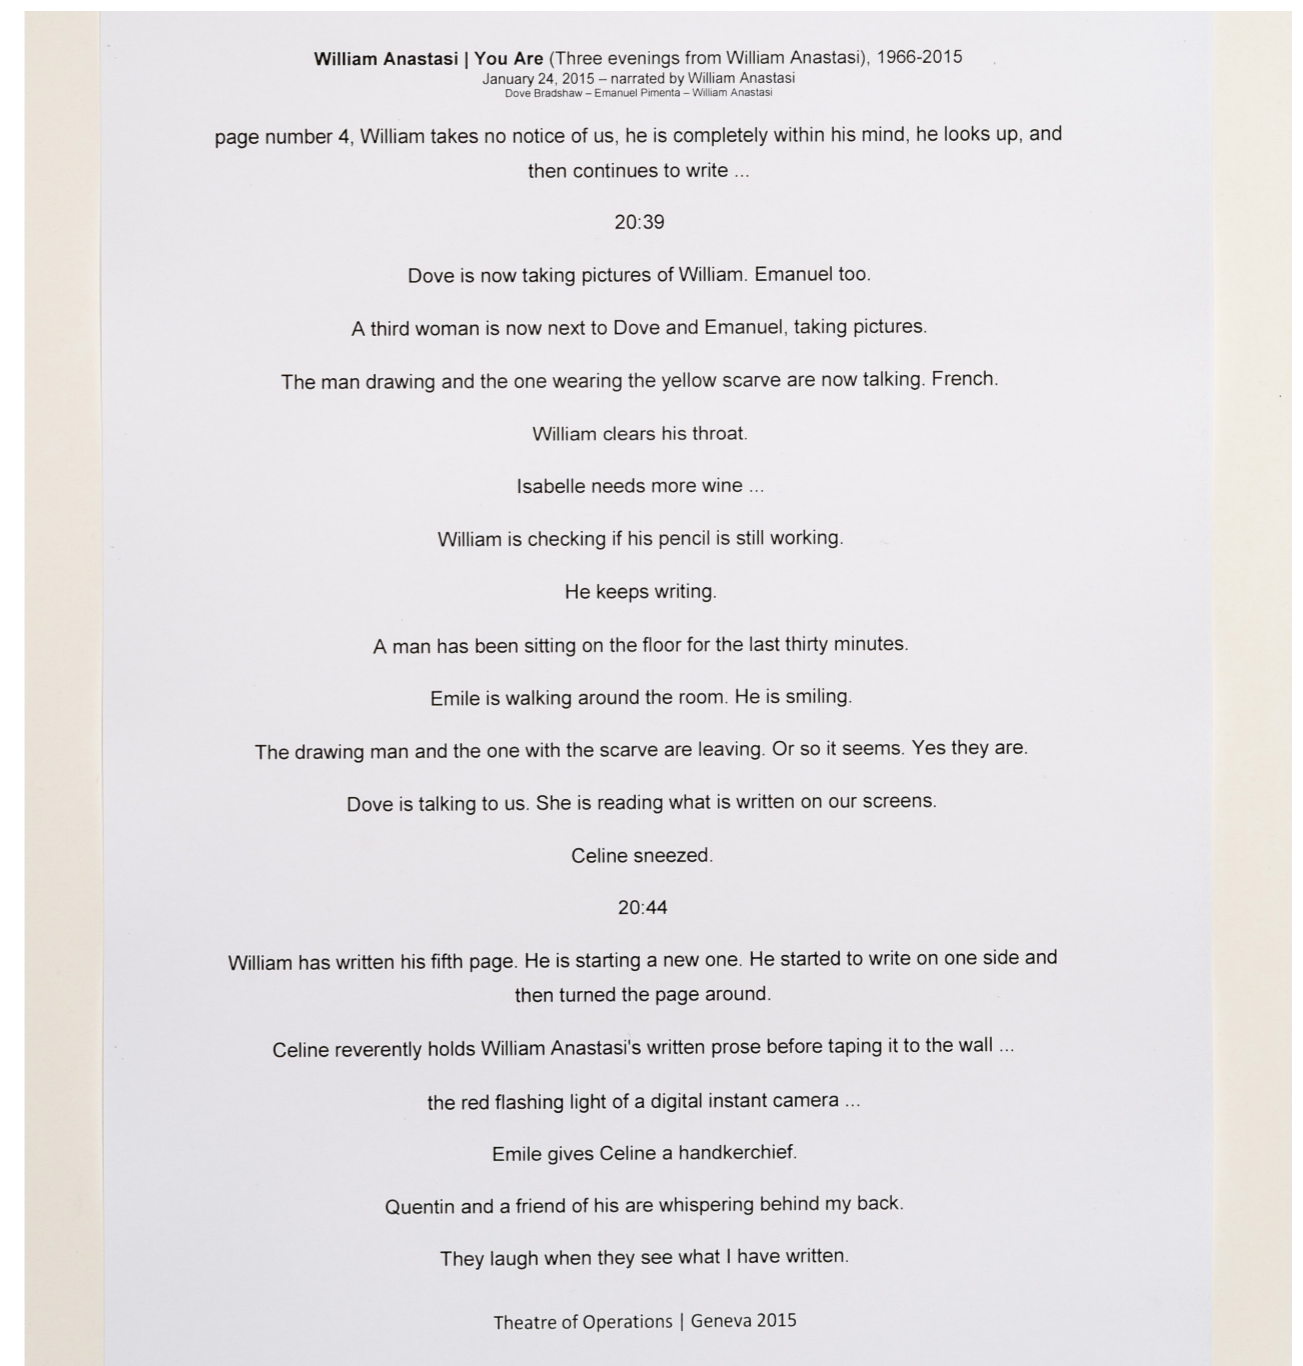 William Anastasi | You Are (Three evenings from William Anastasi), 1966-2015
January 24, 2015 – narrated by William Anastasi
Dove Bradshaw – Emanuel Pimenta – William Anastasi
page number 4, William takes no notice of us, he is completely within his mind, he looks up, and
then continues to write ...
20:39
Dove is now taking pictures of William. Emanuel too.
A third woman is now next to Dove and Emanuel, taking pictures.
The man drawing and the one wearing the yellow scarve are now talking. French.
William clears his throat.
Isabelle needs more wine ...
William is checking if his pencil is still working.
He keeps writing.
A man has been sitting on the floor for the last thirty minutes.
Emile is walking around the room. He is smiling.
The drawing man and the one with the scarve are leaving. Or so it seems. Yes they are.
Dove is talking to us. She is reading what is written on our screens.
Celine sneezed.
20:44
William has written his fifth page. He is starting a new one. He started to write on one side and
then turned the page around.
Celine reverently holds William Anastasi's written prose before taping it to the wall ...
the red flashing light of a digital instant camera ...
Emile gives Celine a handkerchief.
Quentin and a friend of his are whispering behind my back.
They laugh when they see what I have written.
Theatre of Operations | Geneva 2015